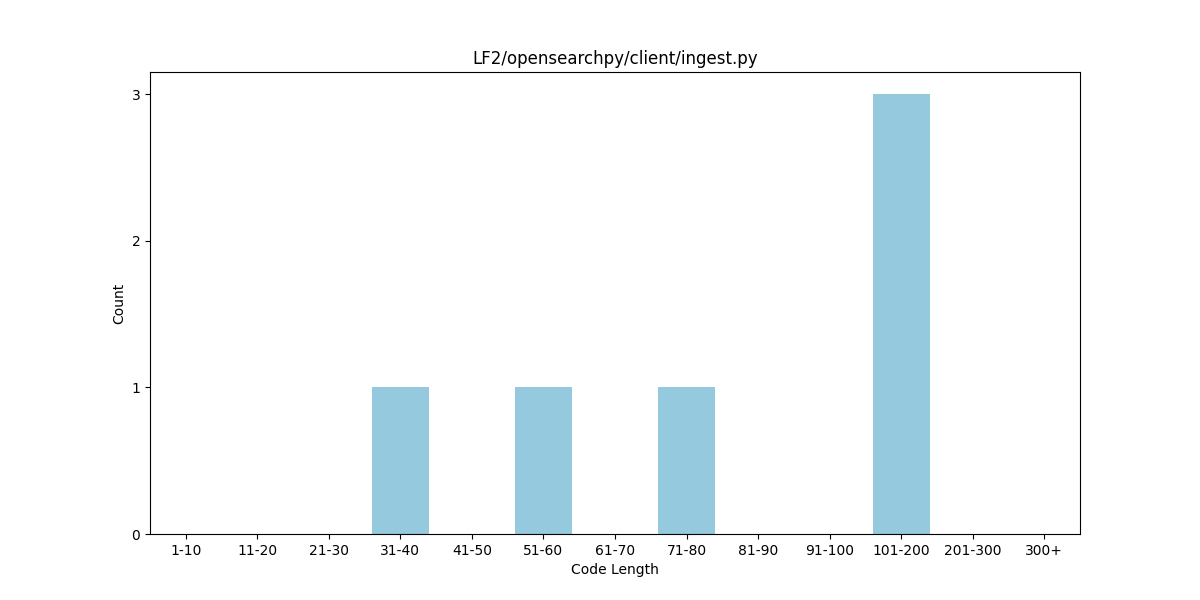 LF2/opensearchpy/client/ingest.py
3
2
1
0
Count
1-10 11-20 21-30 31-40 41-50 51-60 61-70 71-80 81-90 91-100 101-200 201-300 300+
Code Length